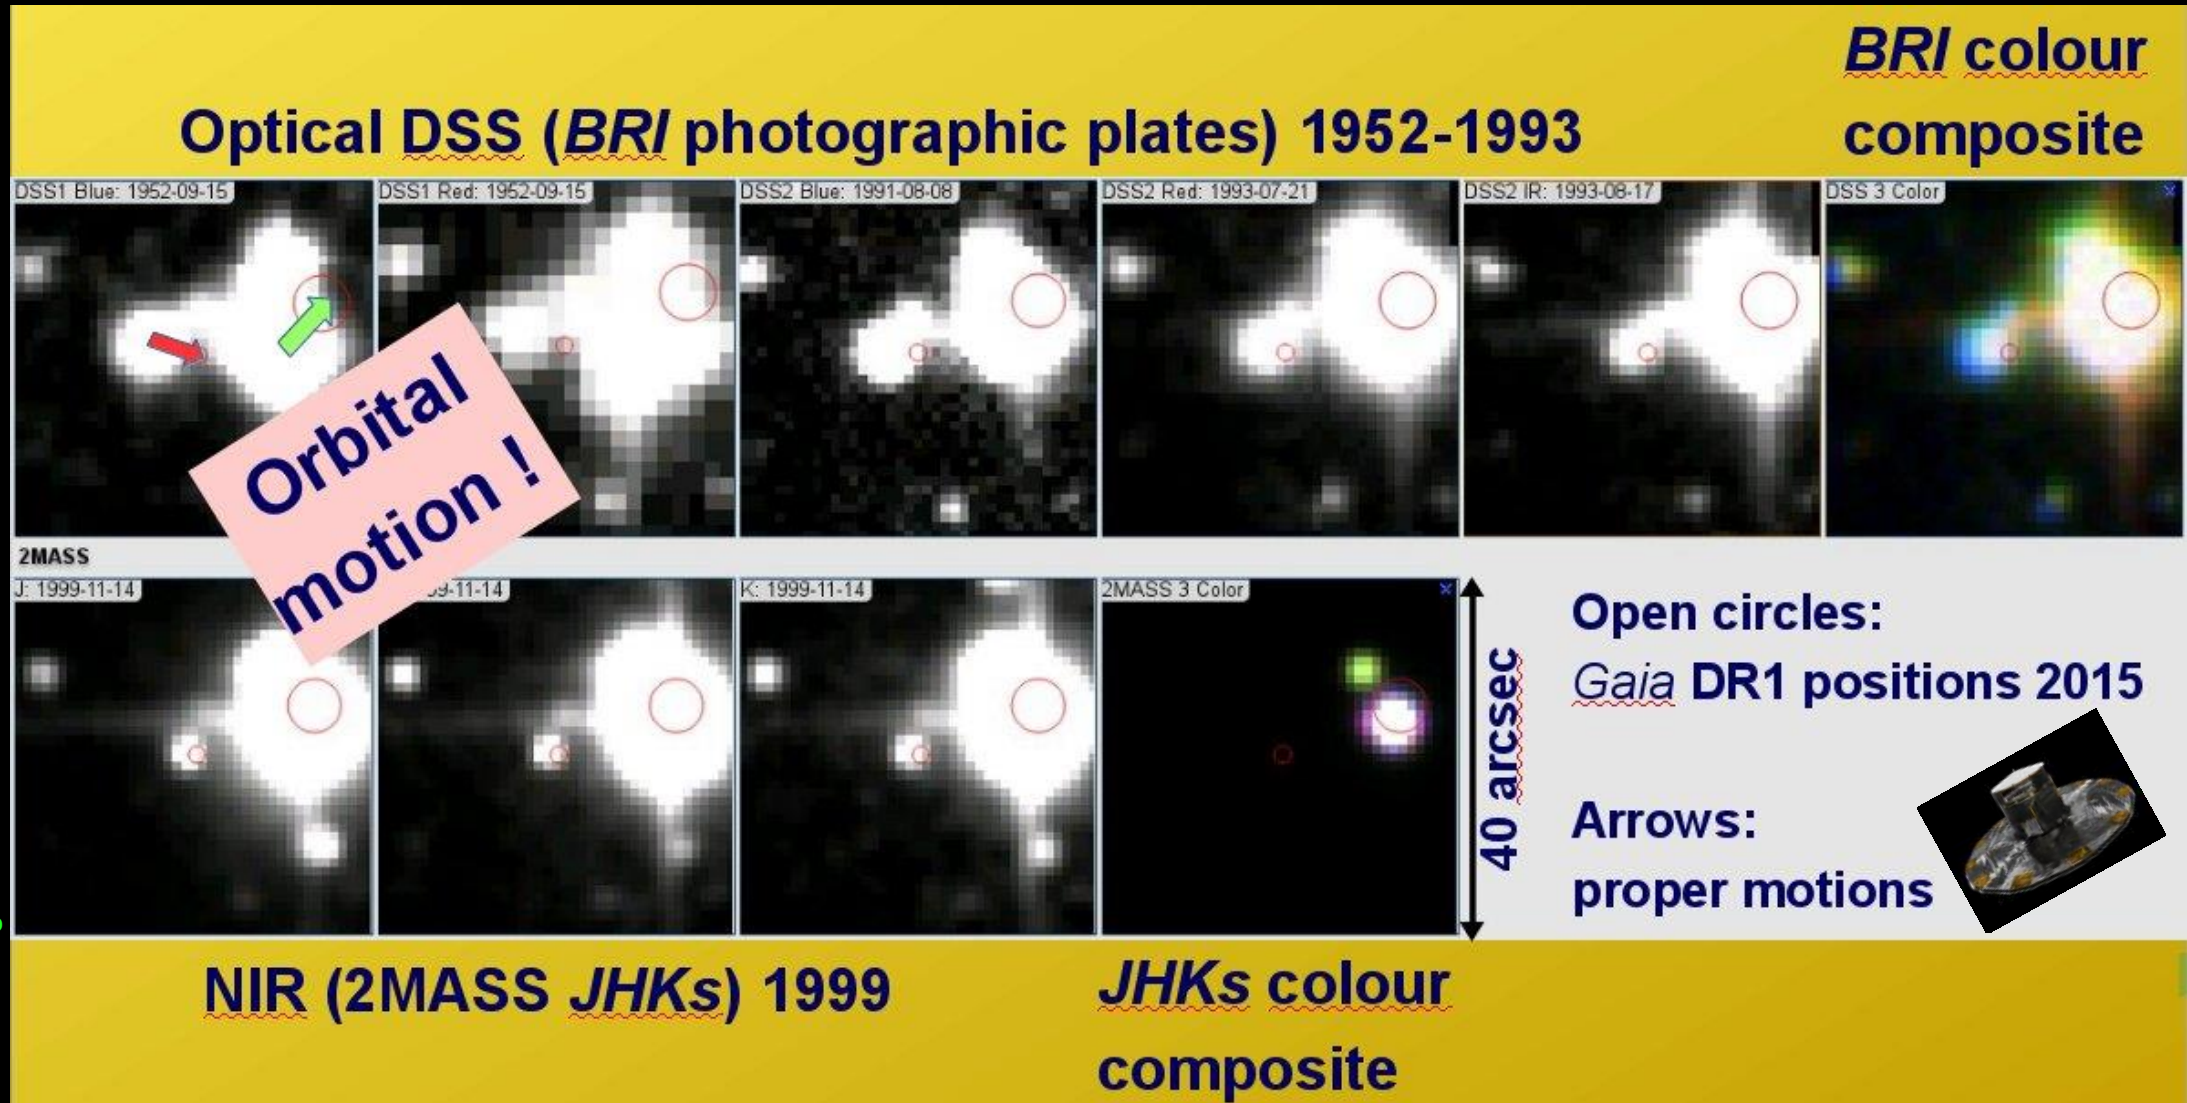 BRI colour
composite
Optical DSS (BRI photographic plates) 1952-1993
DSS1 Blue: 1952-09-15
DSS1 Red: 1952-09-15
DSS2 Blue: 1991-08-08
DSS2 Red: 1993-07-21
DSS2 IR: 1993-08-17
DSS 3 Color
Orbital
motion !
2MASS
J: 1999-11-14
9-11-14
K: 1999-11-14
2MASS 3 Color
40 arcsec
Open circles:
Gaia DR1 positions 2015
Arrows:
proper motions
NIR (2MASS JHKs) 1999
JHKs colour
composite